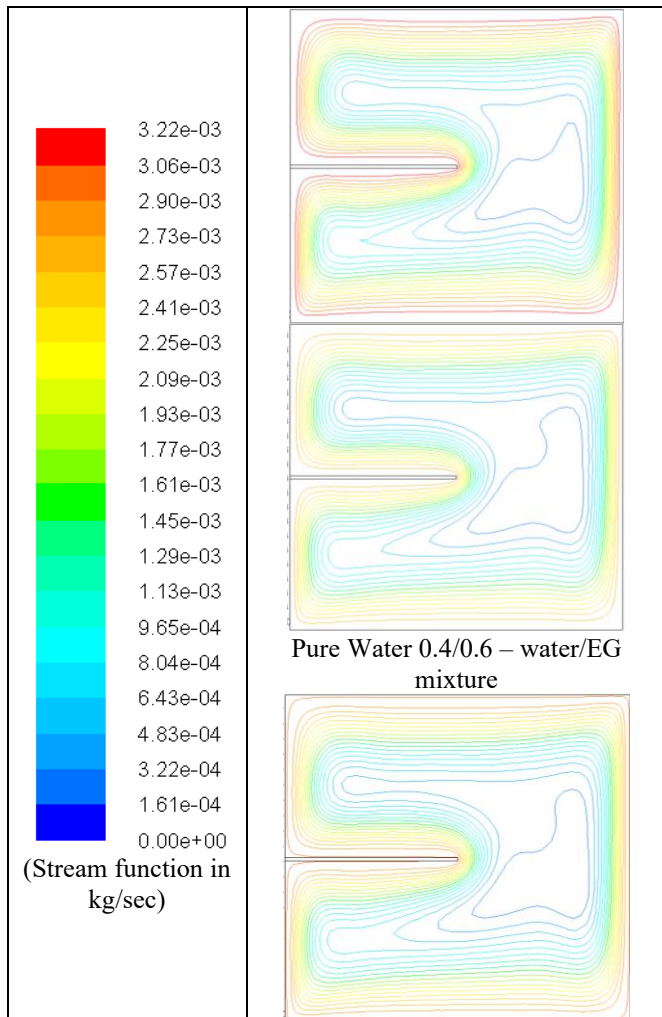 3.22e-03
3.06e-03
2.90e-03
2.73e-03
2.57e-03
2.41e-03
2.25e-03
2.09e-03
1.93e-03
1.77e-03
1.61e-03
1.45e-03
1.29e-03
1.13e-03
9.65e-04
8.04e-04
6.43e-04
4.83e-04
3.22e-04
1.61e-04
0.00e+00
(Stream function in
kg/sec)
Pure Water 0.4/0.6 – water/EG
mixture